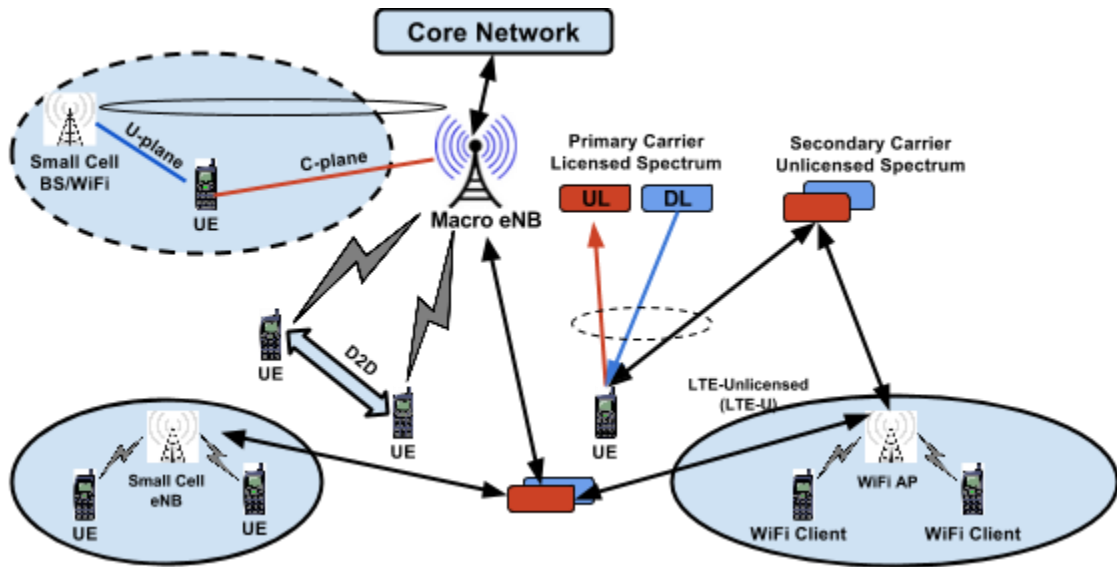 Core Network
U-plane
Small Cell
BS/WiFi
C-plane
UE
Macro eNB
Primary Carrier
Licensed Spectrum
UL
DL
Secondary Carrier
Unlicensed Spectrum
D2D
UE
UE
UE
LTE-Unlicensed
(LTE-U)
Small Cell
eNB
UE
UE
WiFi AP
WiFi Client
WiFi Client